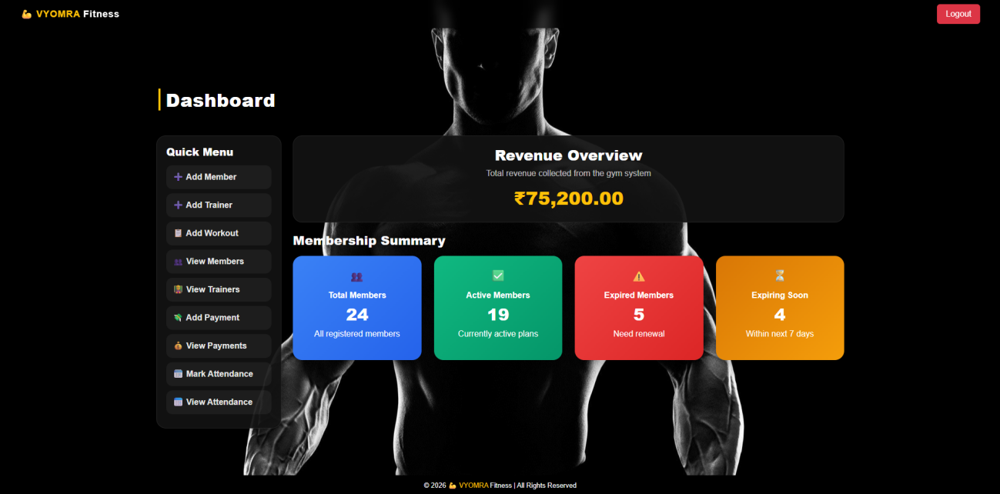 💪 VYOMRA Fitness
Logout
Dashboard
Quick Menu
➕ Add Member
➕ Add Trainer
📋 Add Workout
👥 View Members
👨‍🏫 View Trainers
💸 Add Payment
💰 View Payments
📅 Mark Attendance
📅 View Attendance
Revenue Overview
Total revenue collected from the gym system
₹75,200.00
Membership Summary
👥
Total Members
24
All registered members
✅
Active Members
19
Currently active plans
⚠️
Expired Members
5
Need renewal
⏳
Expiring Soon
4
Within next 7 days
© 2026 💪 VYOMRA Fitness | All Rights Reserved